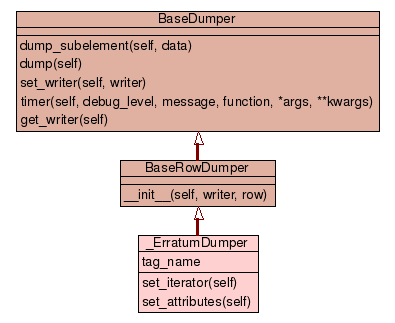 BaseDumper
dump_subelement(self, data)
dump(self)
set_writer(self, writer)
timer(self, debug_level, message, function, *args, **kwargs)
get_writer(self)
BaseRowDumper
__init__(self, writer, row)
_ErratumDumper
tag_name
set_iterator(self)
set_attributes(self)